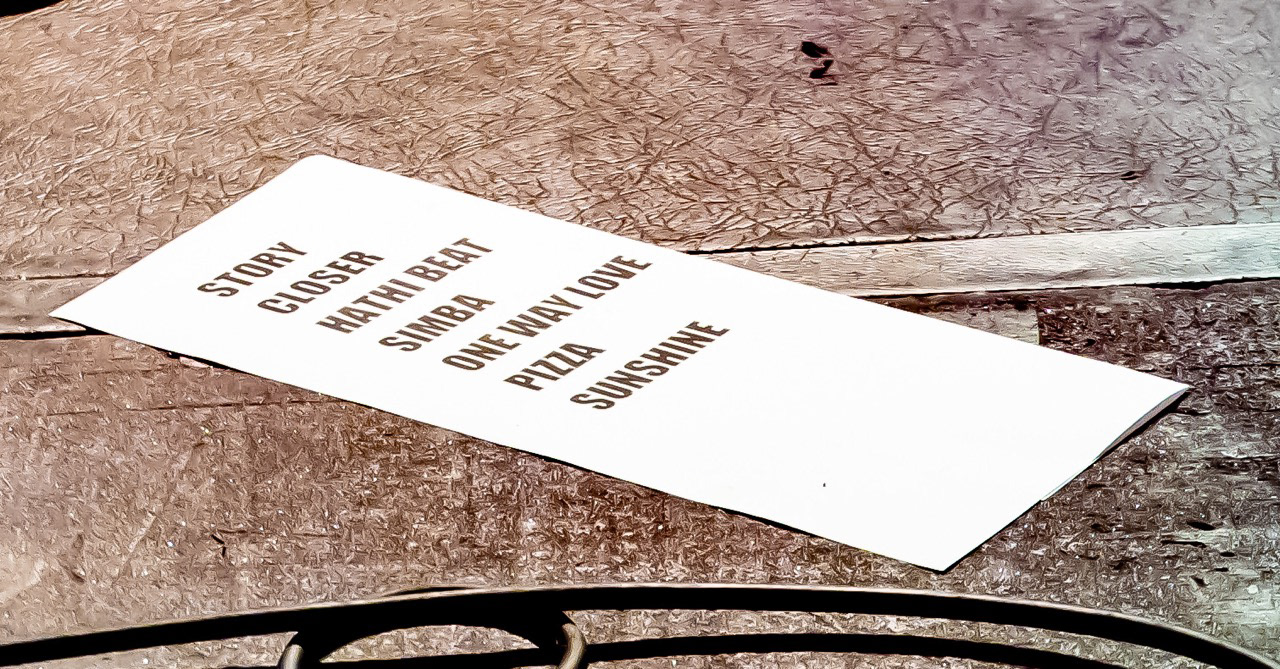 STORY
CLOSER
HATHI BEAT
SIMBA
ONE WAY LOVE
PIZZA
SUNSHINE